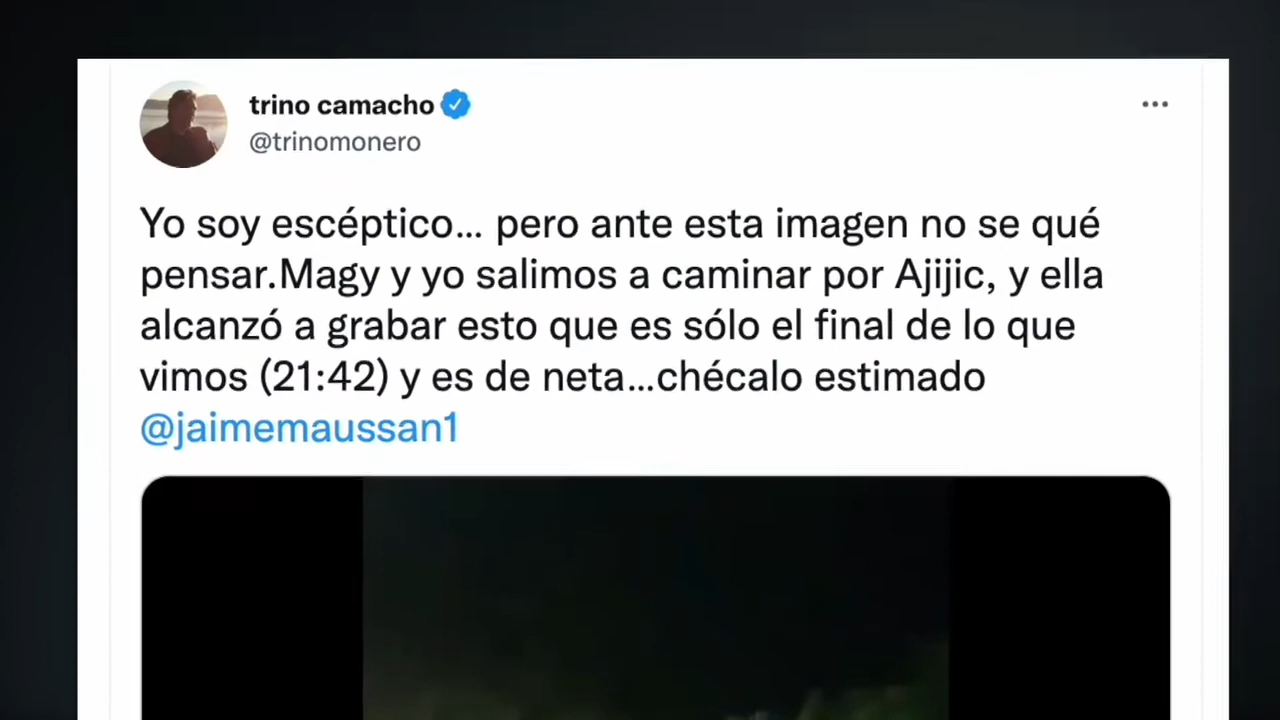 trino camacho
@trinomonero
Yo soy escéptico... pero ante esta imagen no se qué
pensar.Magy y yo salimos a caminar por Ajijic, y ella
alcanzó a grabar esto que es sólo el final de lo que
vimos (21:42) y es de neta...chécalo estimado
@jaimemaussan1